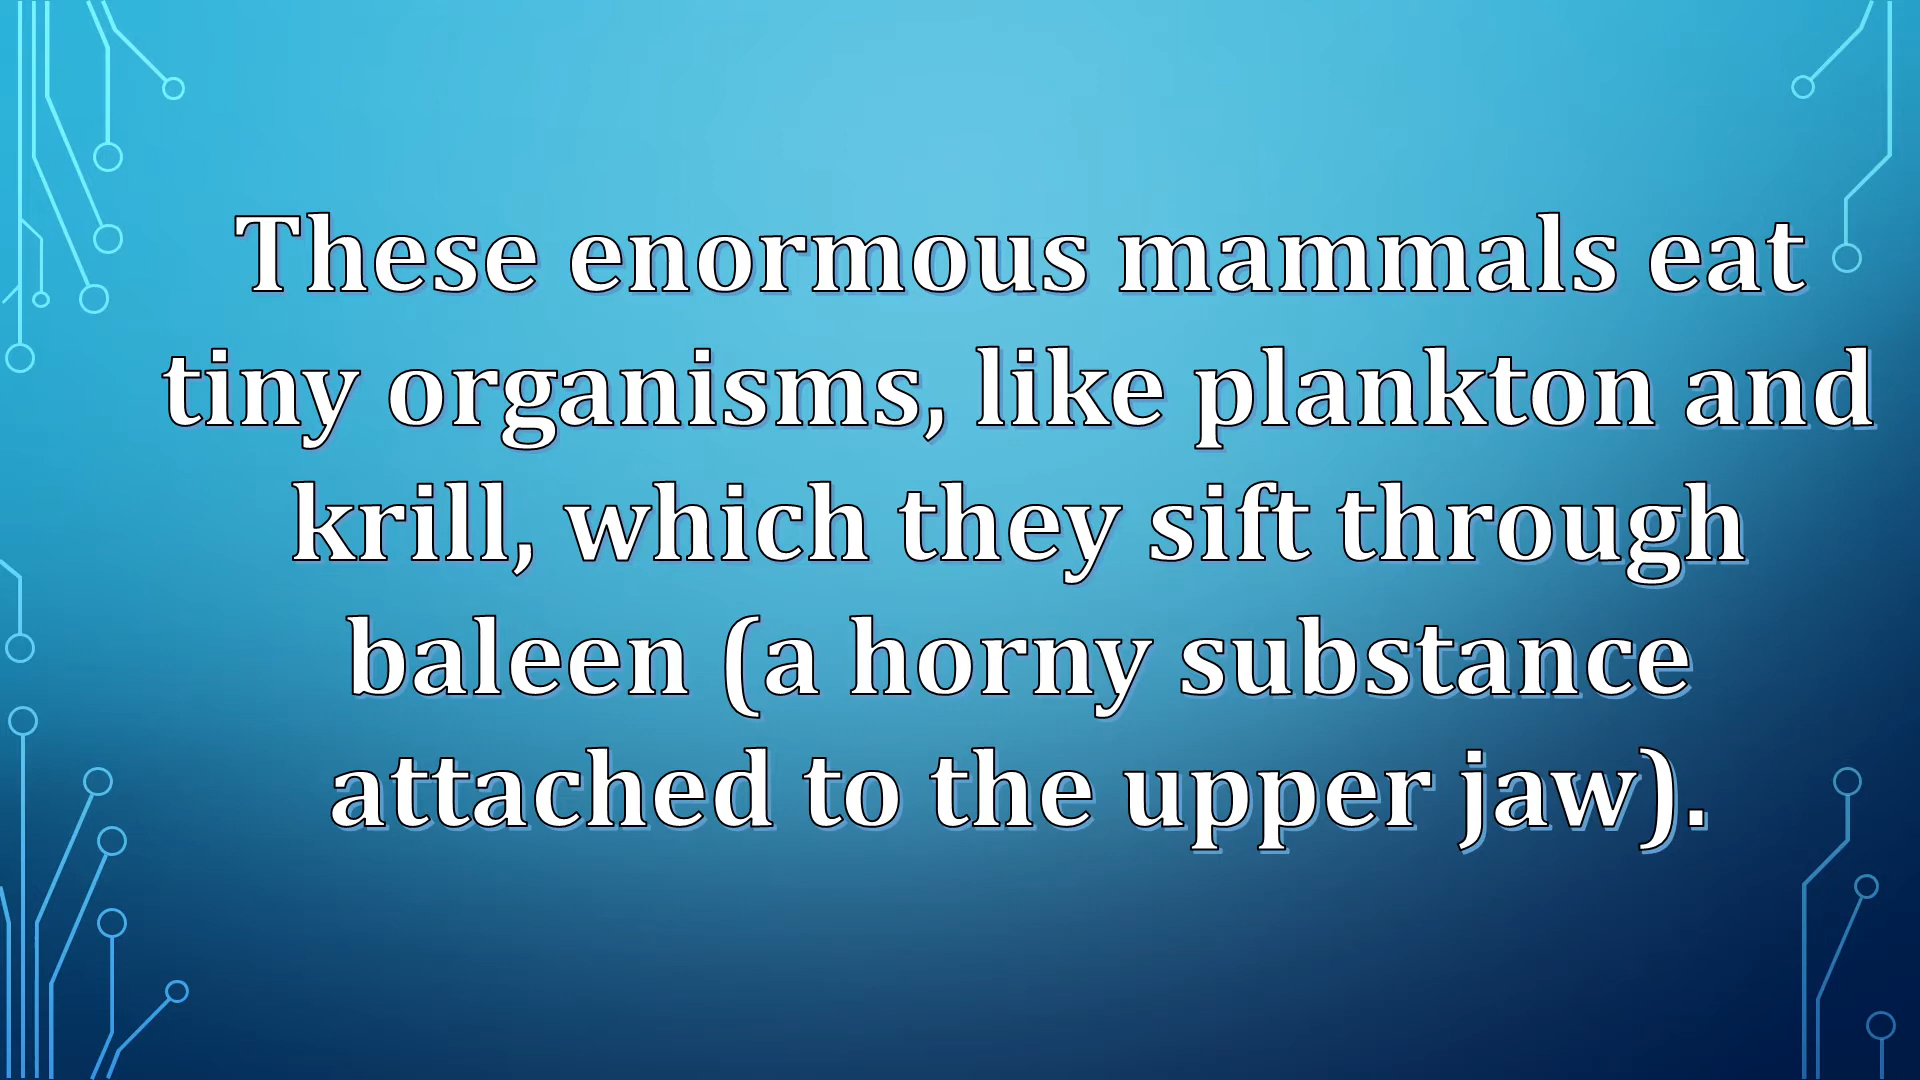 These enormous mammals eat
tiny organisms, like plankton and
krill, which they sift through
baleen (a horny substance
attached to the upper jaw).